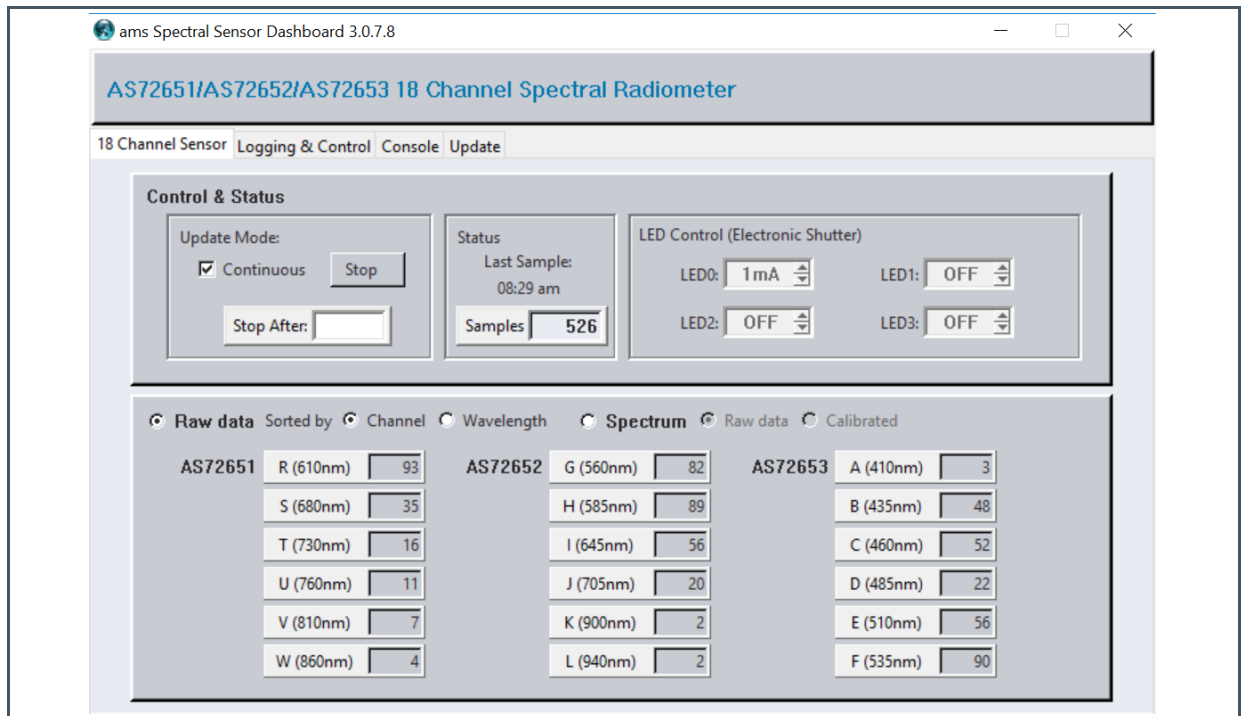 ams Spectral Sensor Dashboard 3.0.7.8
AS72651/AS72652/AS72653 18 Channel Spectral Radiometer
18 Channel Sensor Logging & Control Console Update
Control & Status
Update Mode:
Continuous Stop
Stop After:
Status
Last Sample:
08:29 am
Samples 526
LED Control (Electronic Shutter)
LED0: 1mA LED1: OFF
LED2: OFF LED3: OFF
Raw data Sorted by Channel Wavelength Spectrum Raw data Calibrated
AS72651 R (610nm) 93 AS72652 G (560nm) 82 AS72653 A (410nm) 3
S (680nm) 35 H (585nm) 89 B (435nm) 48
T (730nm) 16 I (645nm) 56 C (460nm) 52
U (760nm) 11 J (705nm) 20 D (485nm) 22
V (810nm) 7 K (900nm) 2 E (510nm) 56
W (860nm) 4 L (940nm) 2 F (535nm) 90